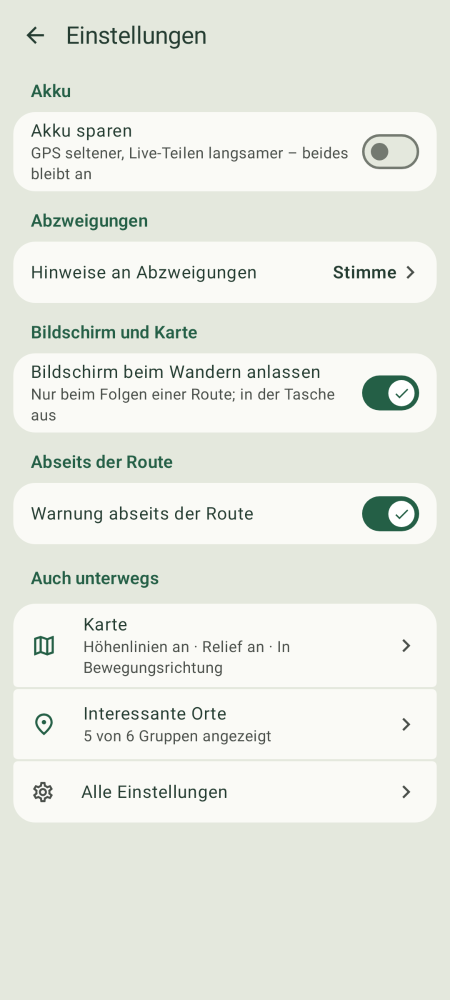 Einstellungen
Akku
Akku sparen
GPS seltener, Live-Teilen langsamer – beides
bleibt an
Abzweigungen
Hinweise an Abzweigungen Stimme
Bildschirm und Karte
Bildschirm beim Wandern anlassen
Nur beim Folgen einer Route; in der Tasche
aus
Abseits der Route
Warnung abseits der Route
Auch unterwegs
Karte
Höhenlinien an · Relief an · In
Bewegungsrichtung
Interessante Orte
5 von 6 Gruppen angezeigt
Alle Einstellungen